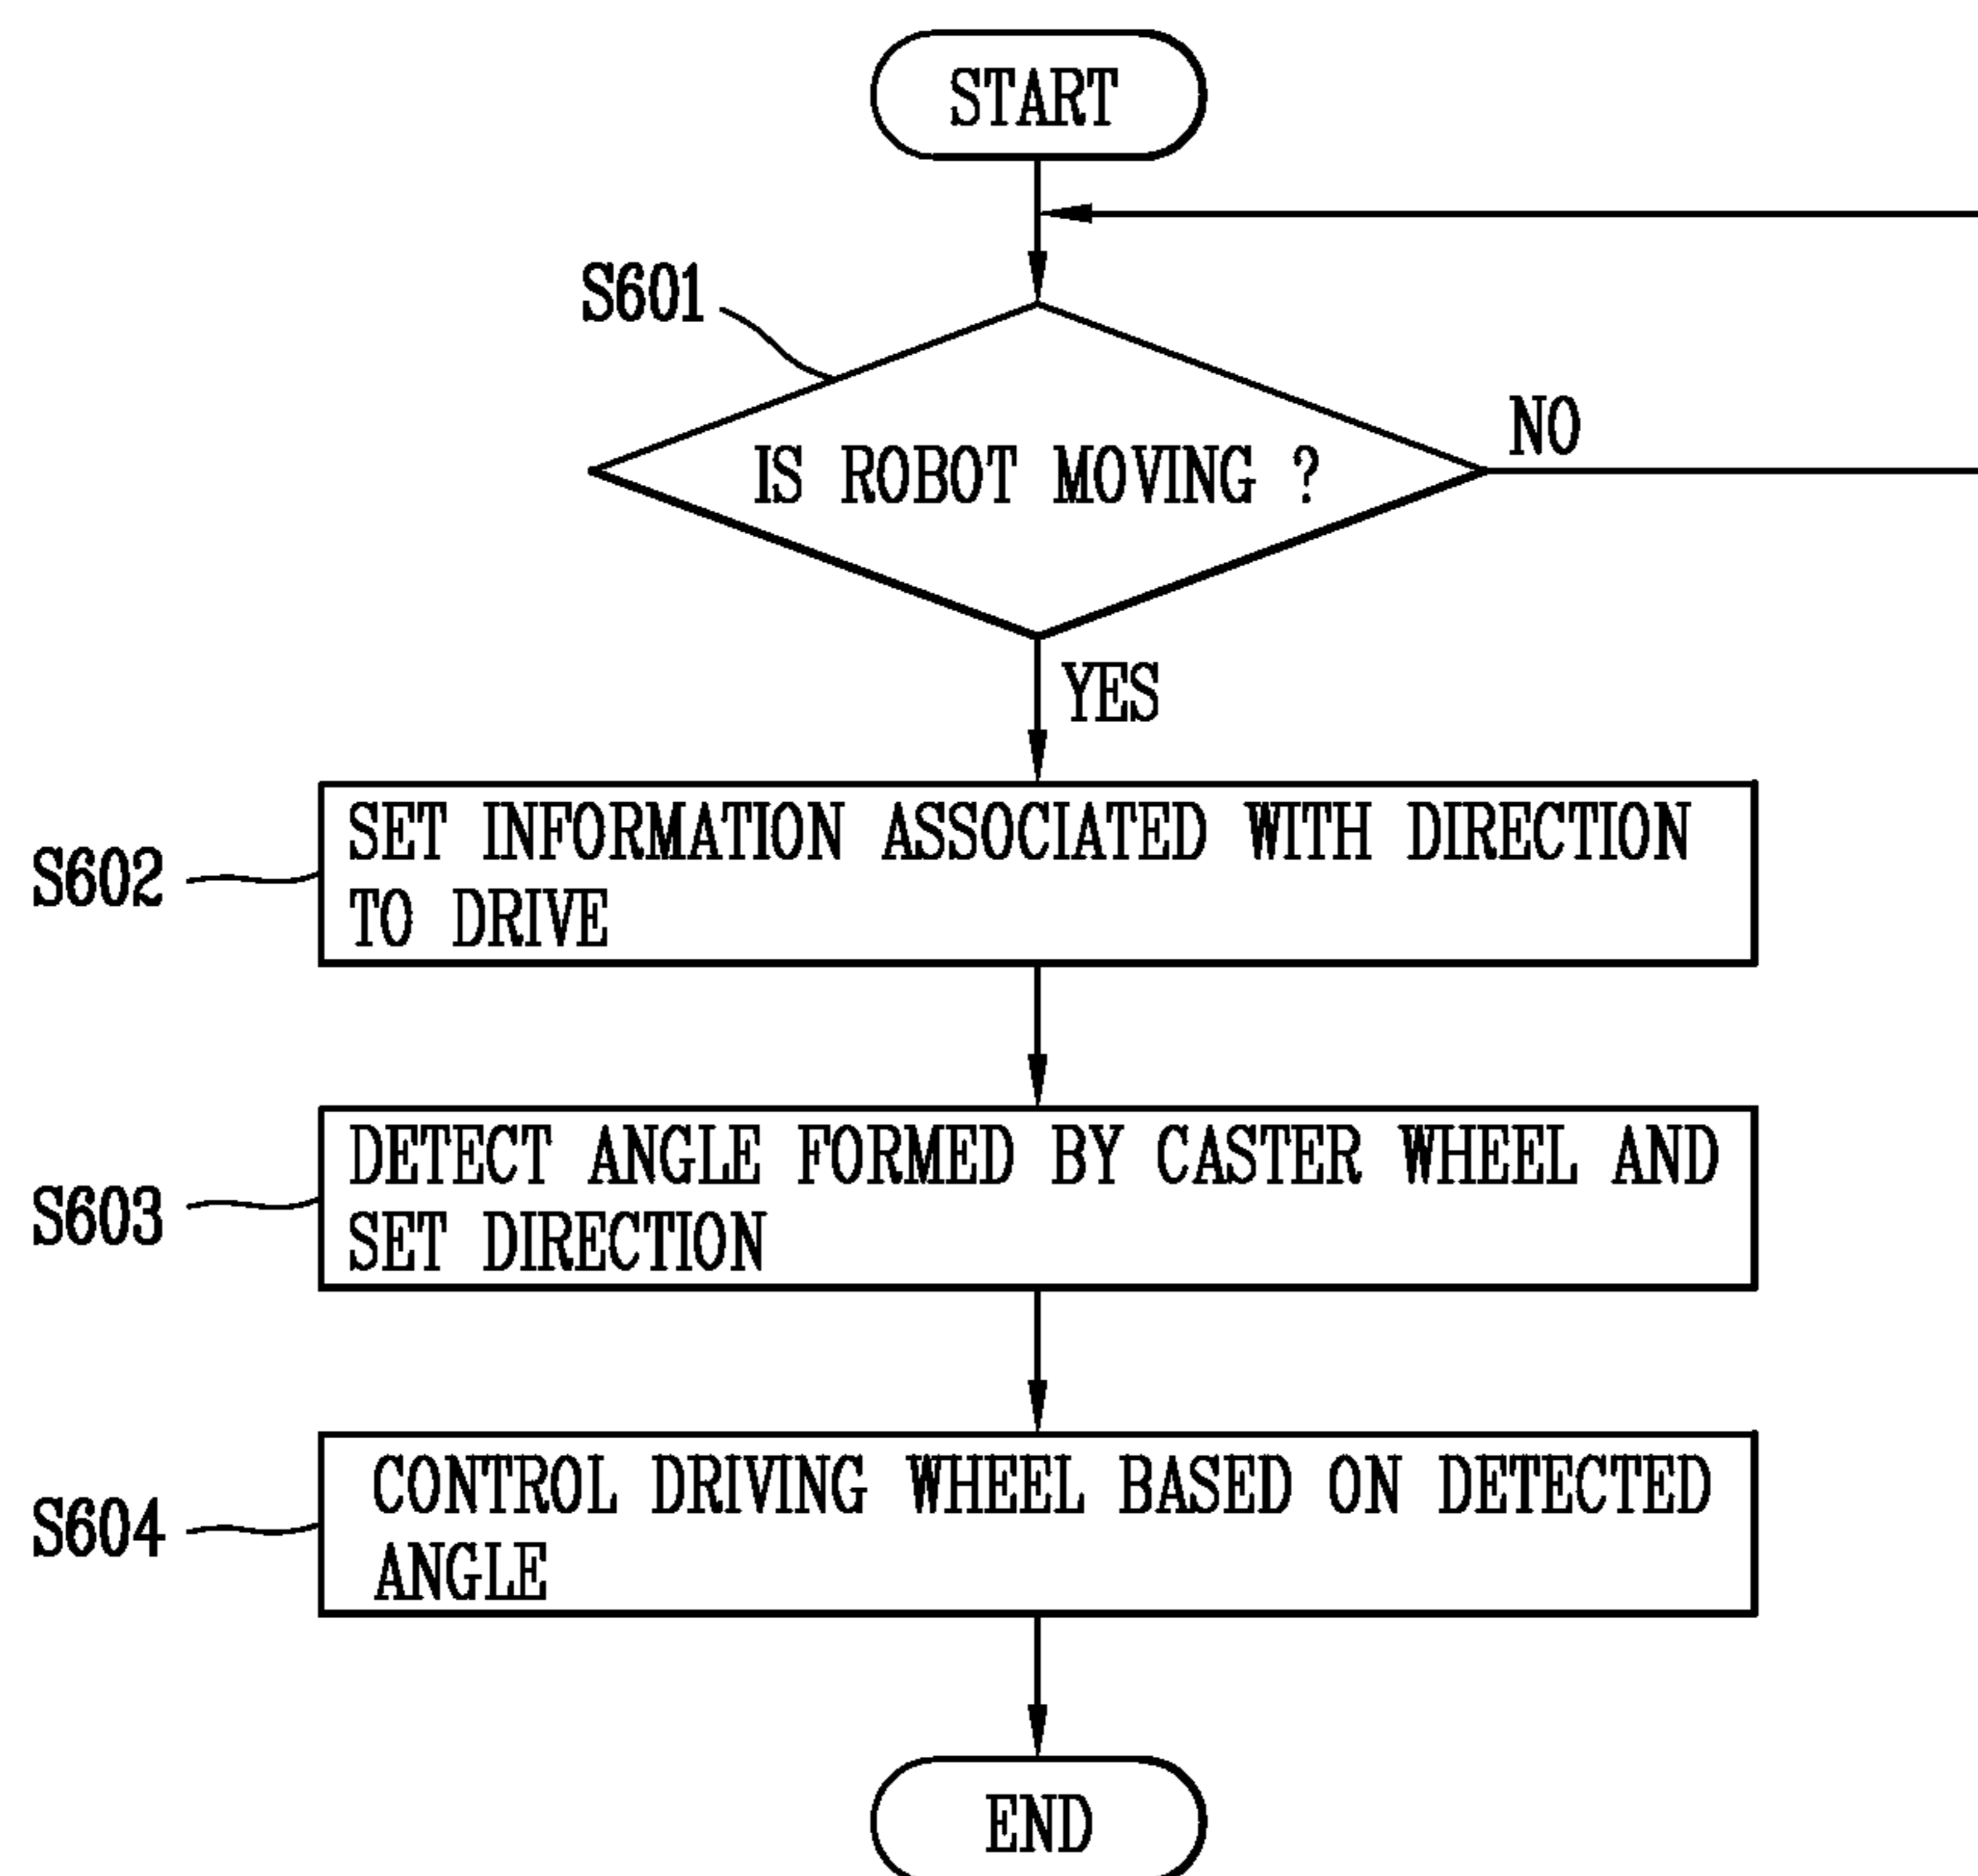 START
S601
IS ROBOT MOVING ?
NO
YES
S602
SET INFORMATION ASSOCIATED WITH DIRECTION
TO DRIVE
S603
DETECT ANGLE FORMED BY CASTER WHEEL AND
SET DIRECTION
S604
CONTROL DRIVING WHEEL BASED ON DETECTED
ANGLE
END